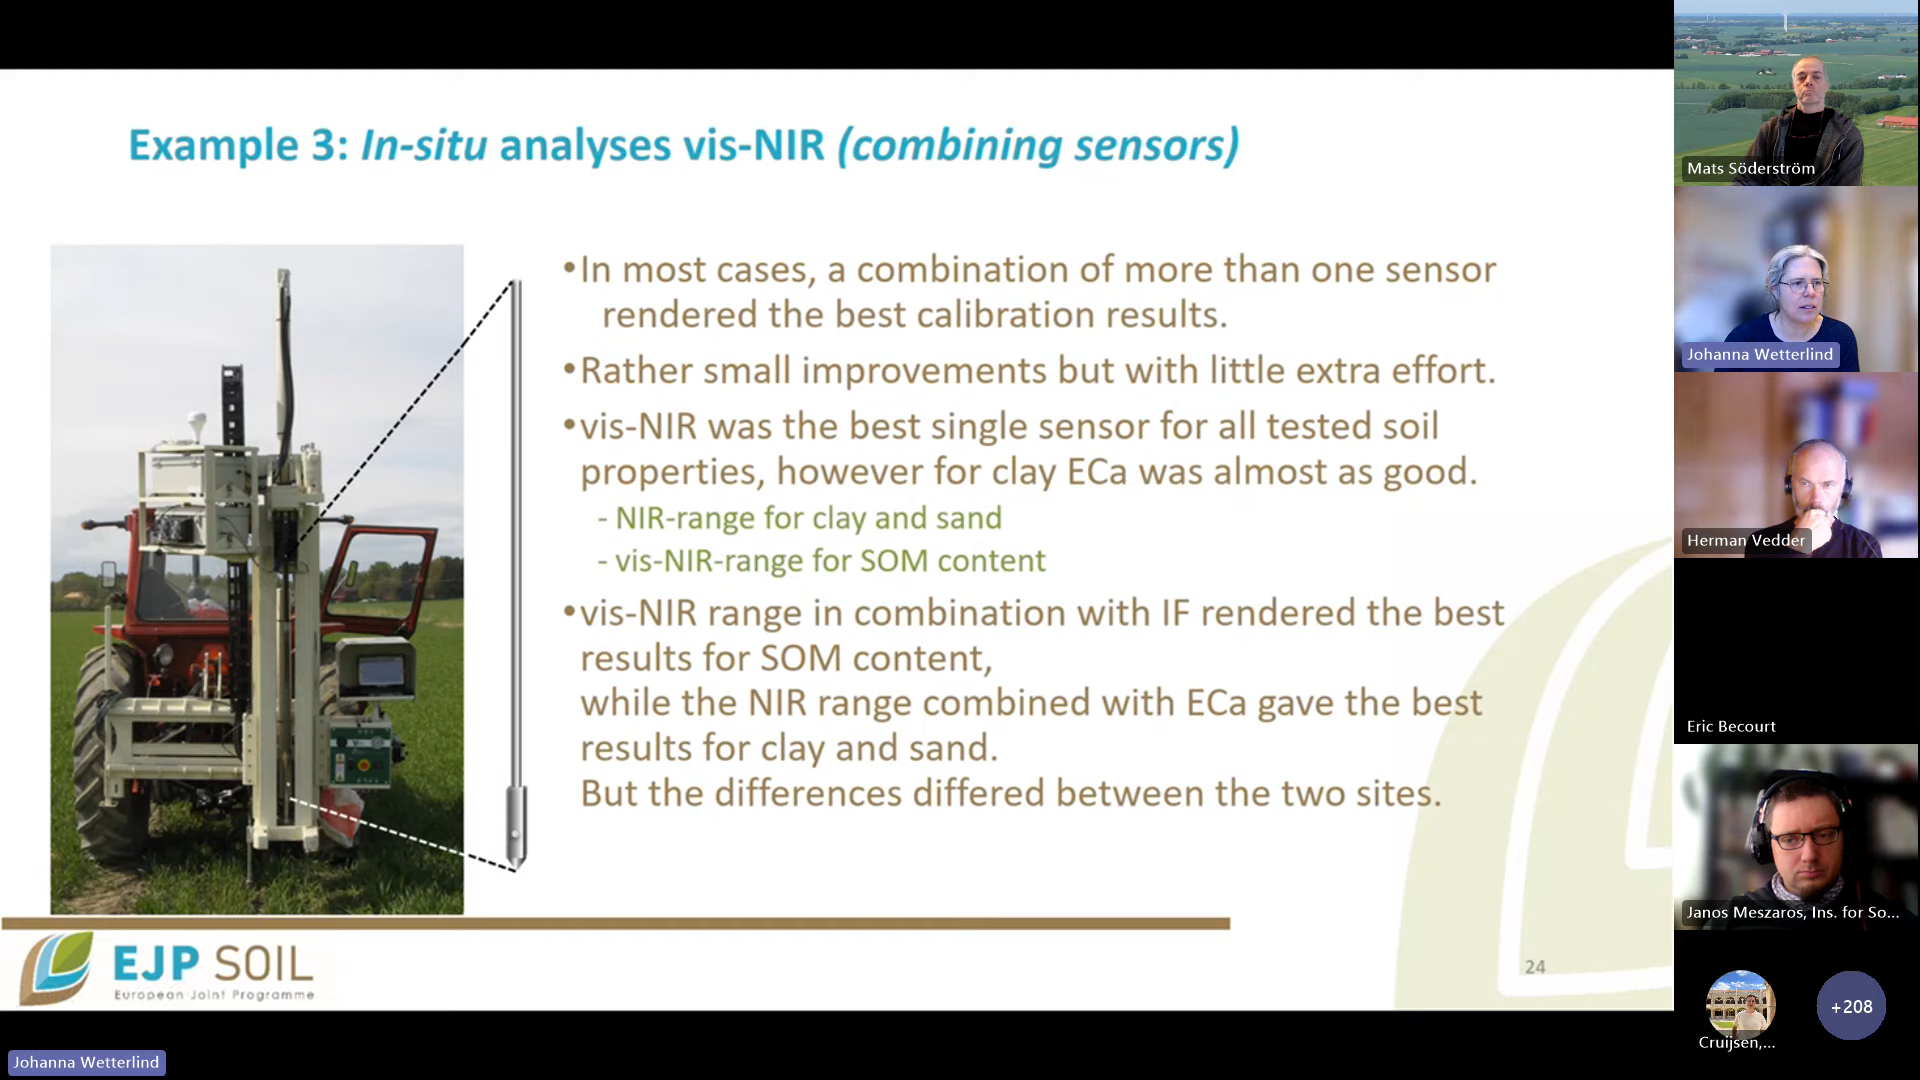 Example 3: In-situ analyses vis-NIR (combining sensors)
•In most cases, a combination of more than one sensor
rendered the best calibration results.
•Rather small improvements but with little extra effort.
•vis-NIR was the best single sensor for all tested soil
properties, however for clay ECa was almost as good.
- NIR-range for clay and sand
- vis-NIR-range for SOM content
•vis-NIR range in combination with IF rendered the best
results for SOM content,
while the NIR range combined with ECa gave the best
results for clay and sand.
But the differences differed between the two sites.
EJP SOIL
European Joint Programme
24
Johanna Wetterlind
Mats Söderström
Johanna Wetterlind
Herman Vedder
Eric Becourt
Janos Meszaros, Ins. for So...
Cruijsen,...
+208